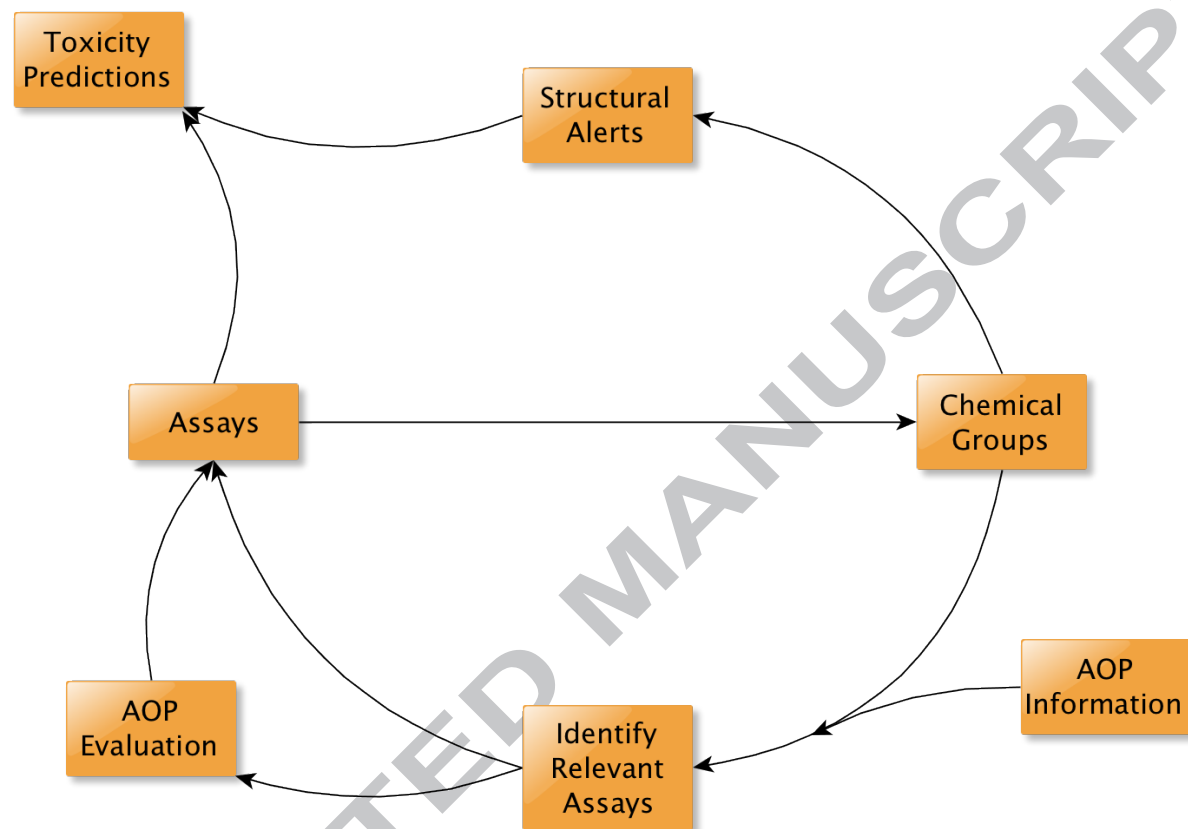 Toxicity
Predictions
Structural
Alerts
Assays
Chemical
Groups
AOP
Evaluation
Identify
Relevant
Assays
AOP
Information
TED MANUSCRIP